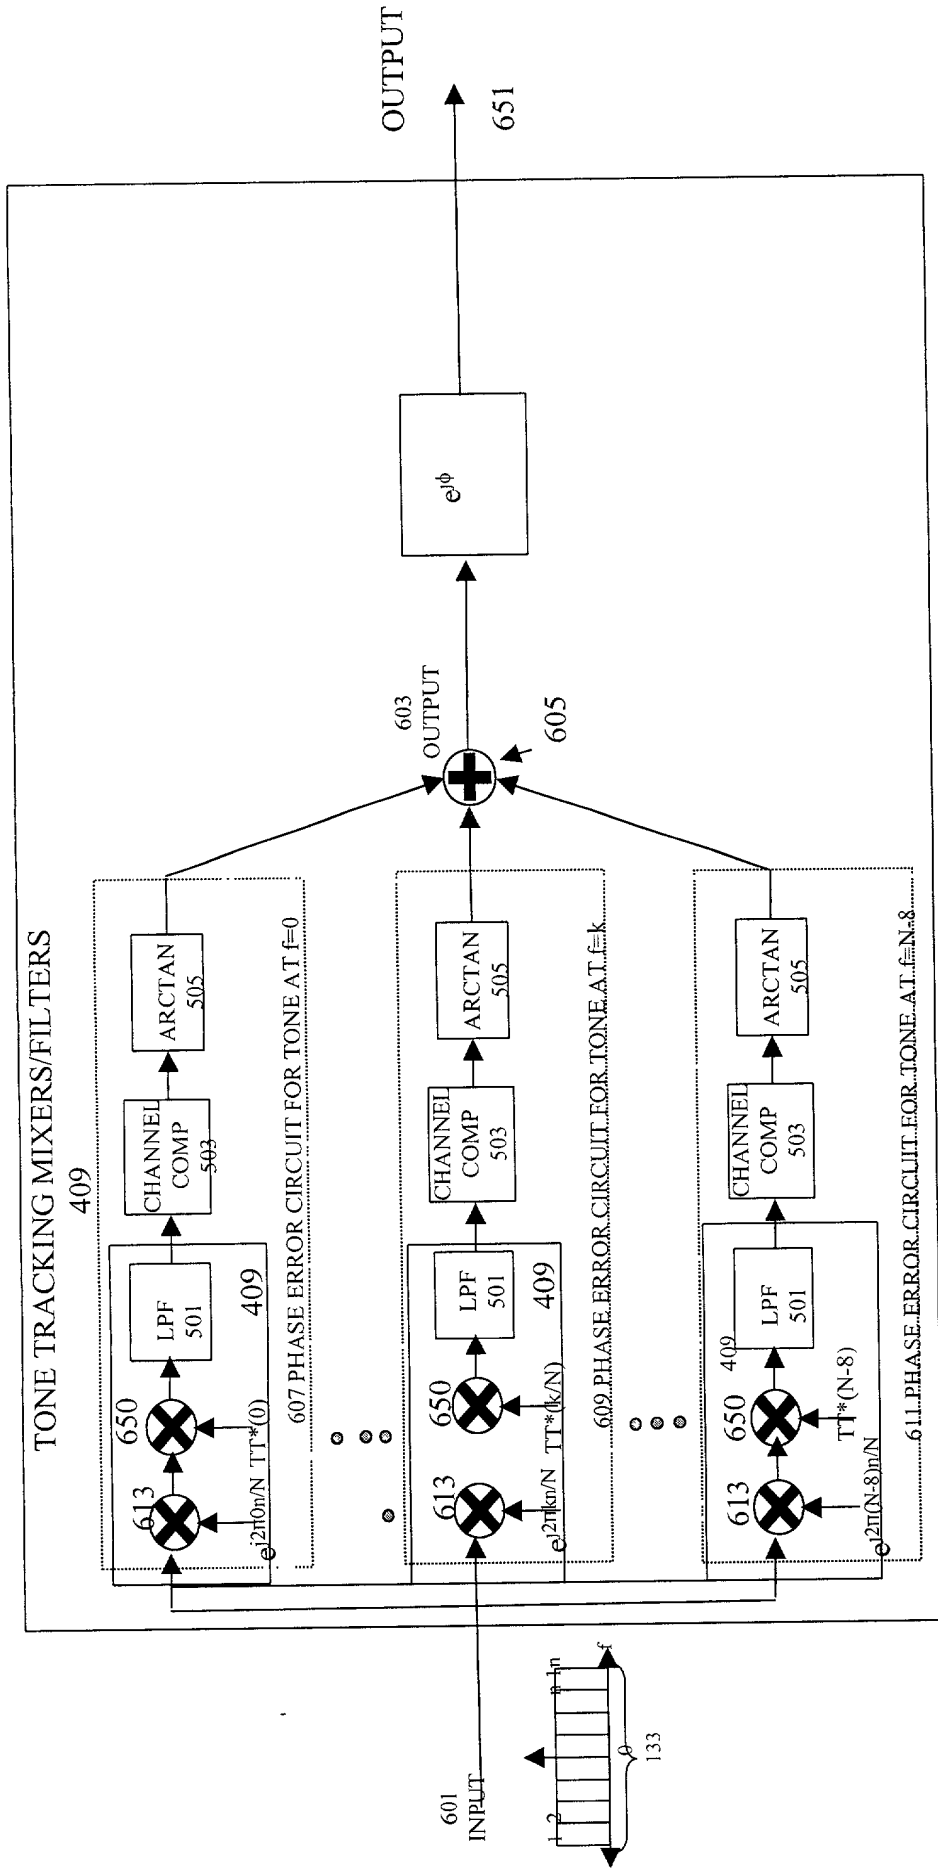 TONE TRACKING MIXERS/FILTERS
409
613
650
LPF
501
409
CHANNEL
COMP
503
ARCTAN
505
e^j2π0n/N
TT*(0)
607 PHASE ERROR CIRCUIT FOR TONE AT f=0
601
INPUT
613
650
LPF
501
409
CHANNEL
COMP
503
ARCTAN
505
e^j2πkn/N
TT*(k/N)
609 PHASE ERROR CIRCUIT FOR TONE AT f=k
603
OUTPUT
605
e^jφ
OUTPUT
651
613
650
409
LPF
501
CHANNEL
COMP
503
ARCTAN
505
e^j2π(N-8)n/N
TT*(N-8)
611 PHASE ERROR CIRCUIT FOR TONE AT f=N-8
1 2
n
f
0
133